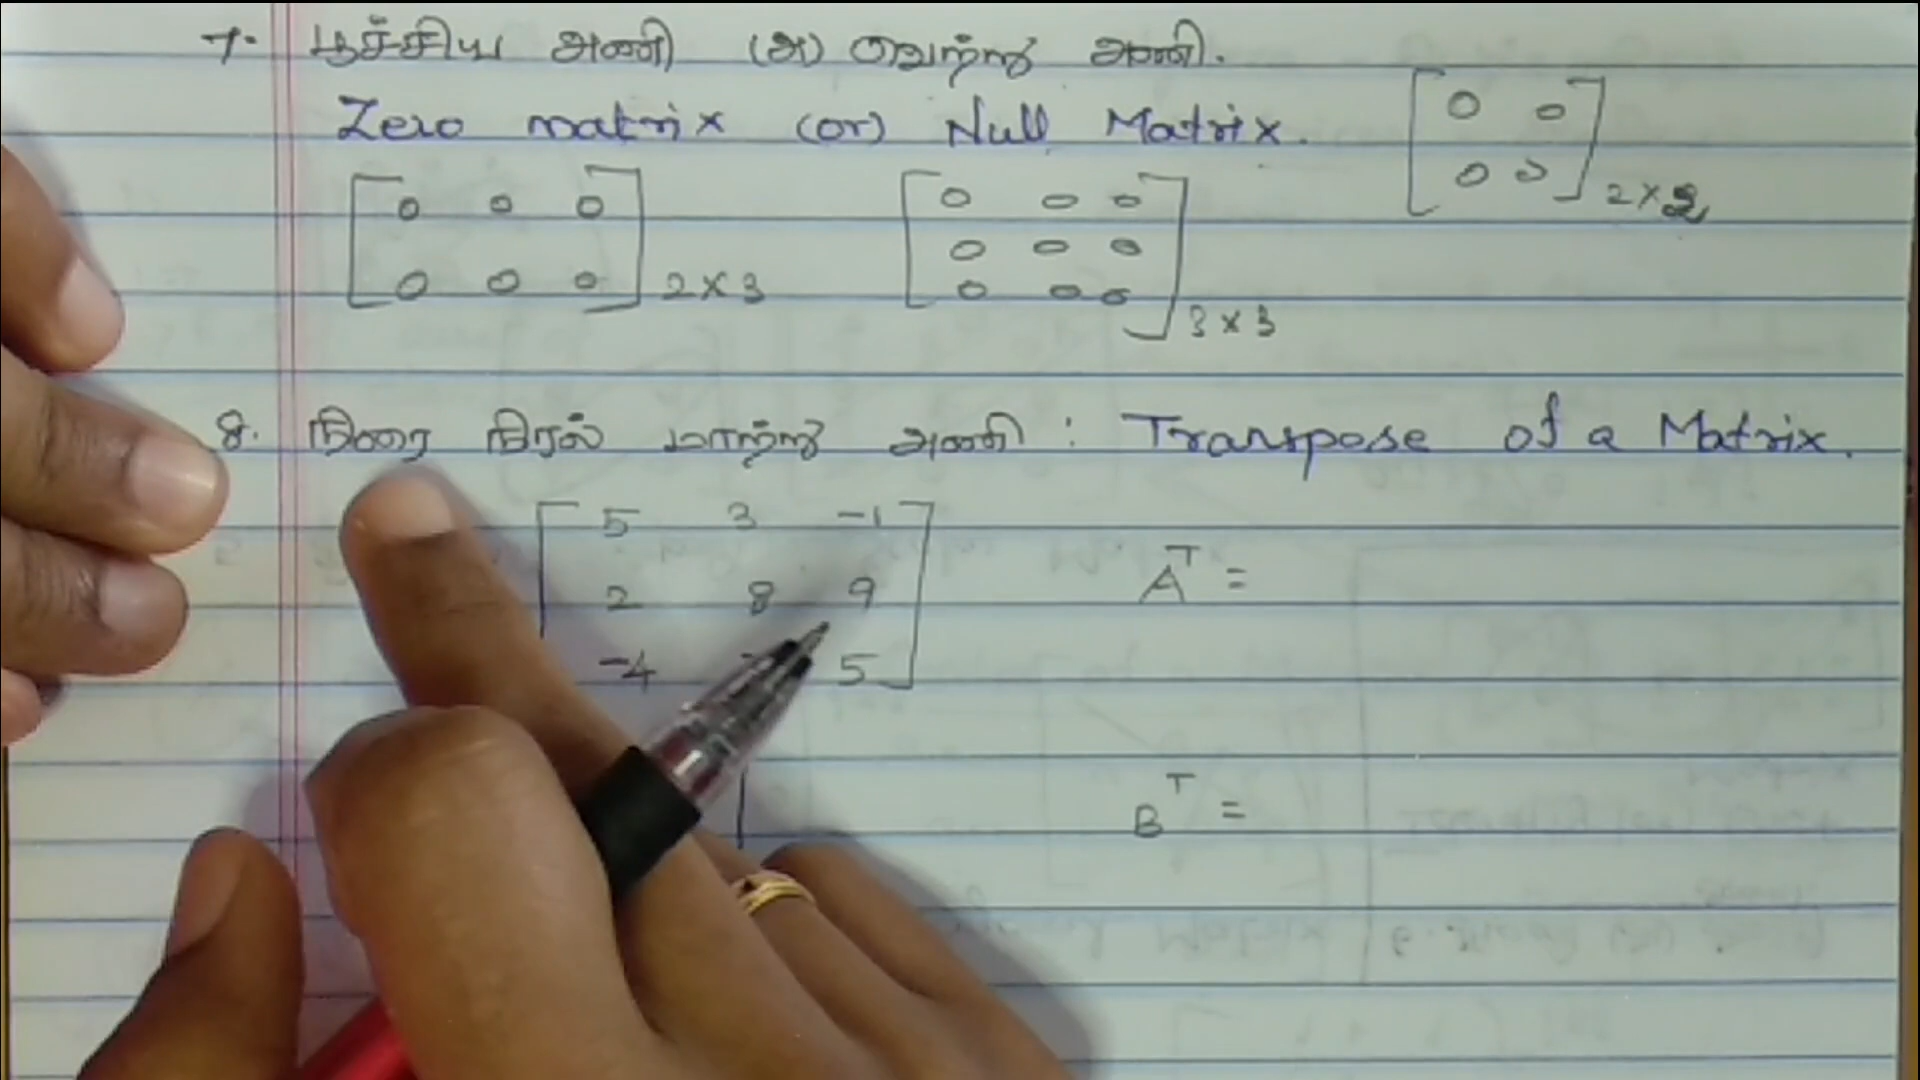 7. பூச்சிய அணி (அ) வெற்று அணி.
Zero matrix (or) Null Matrix.
0 0
0 0 2×2
0 0 0
0 0 0 2×3
0 0 0
0 0 0
0 0 0 3×3
8. நிரை நிரல் மாற்று அணி : Transpose of a Matrix.
5 3 -1
2 8 9
-4 5
A^T =
B^T =